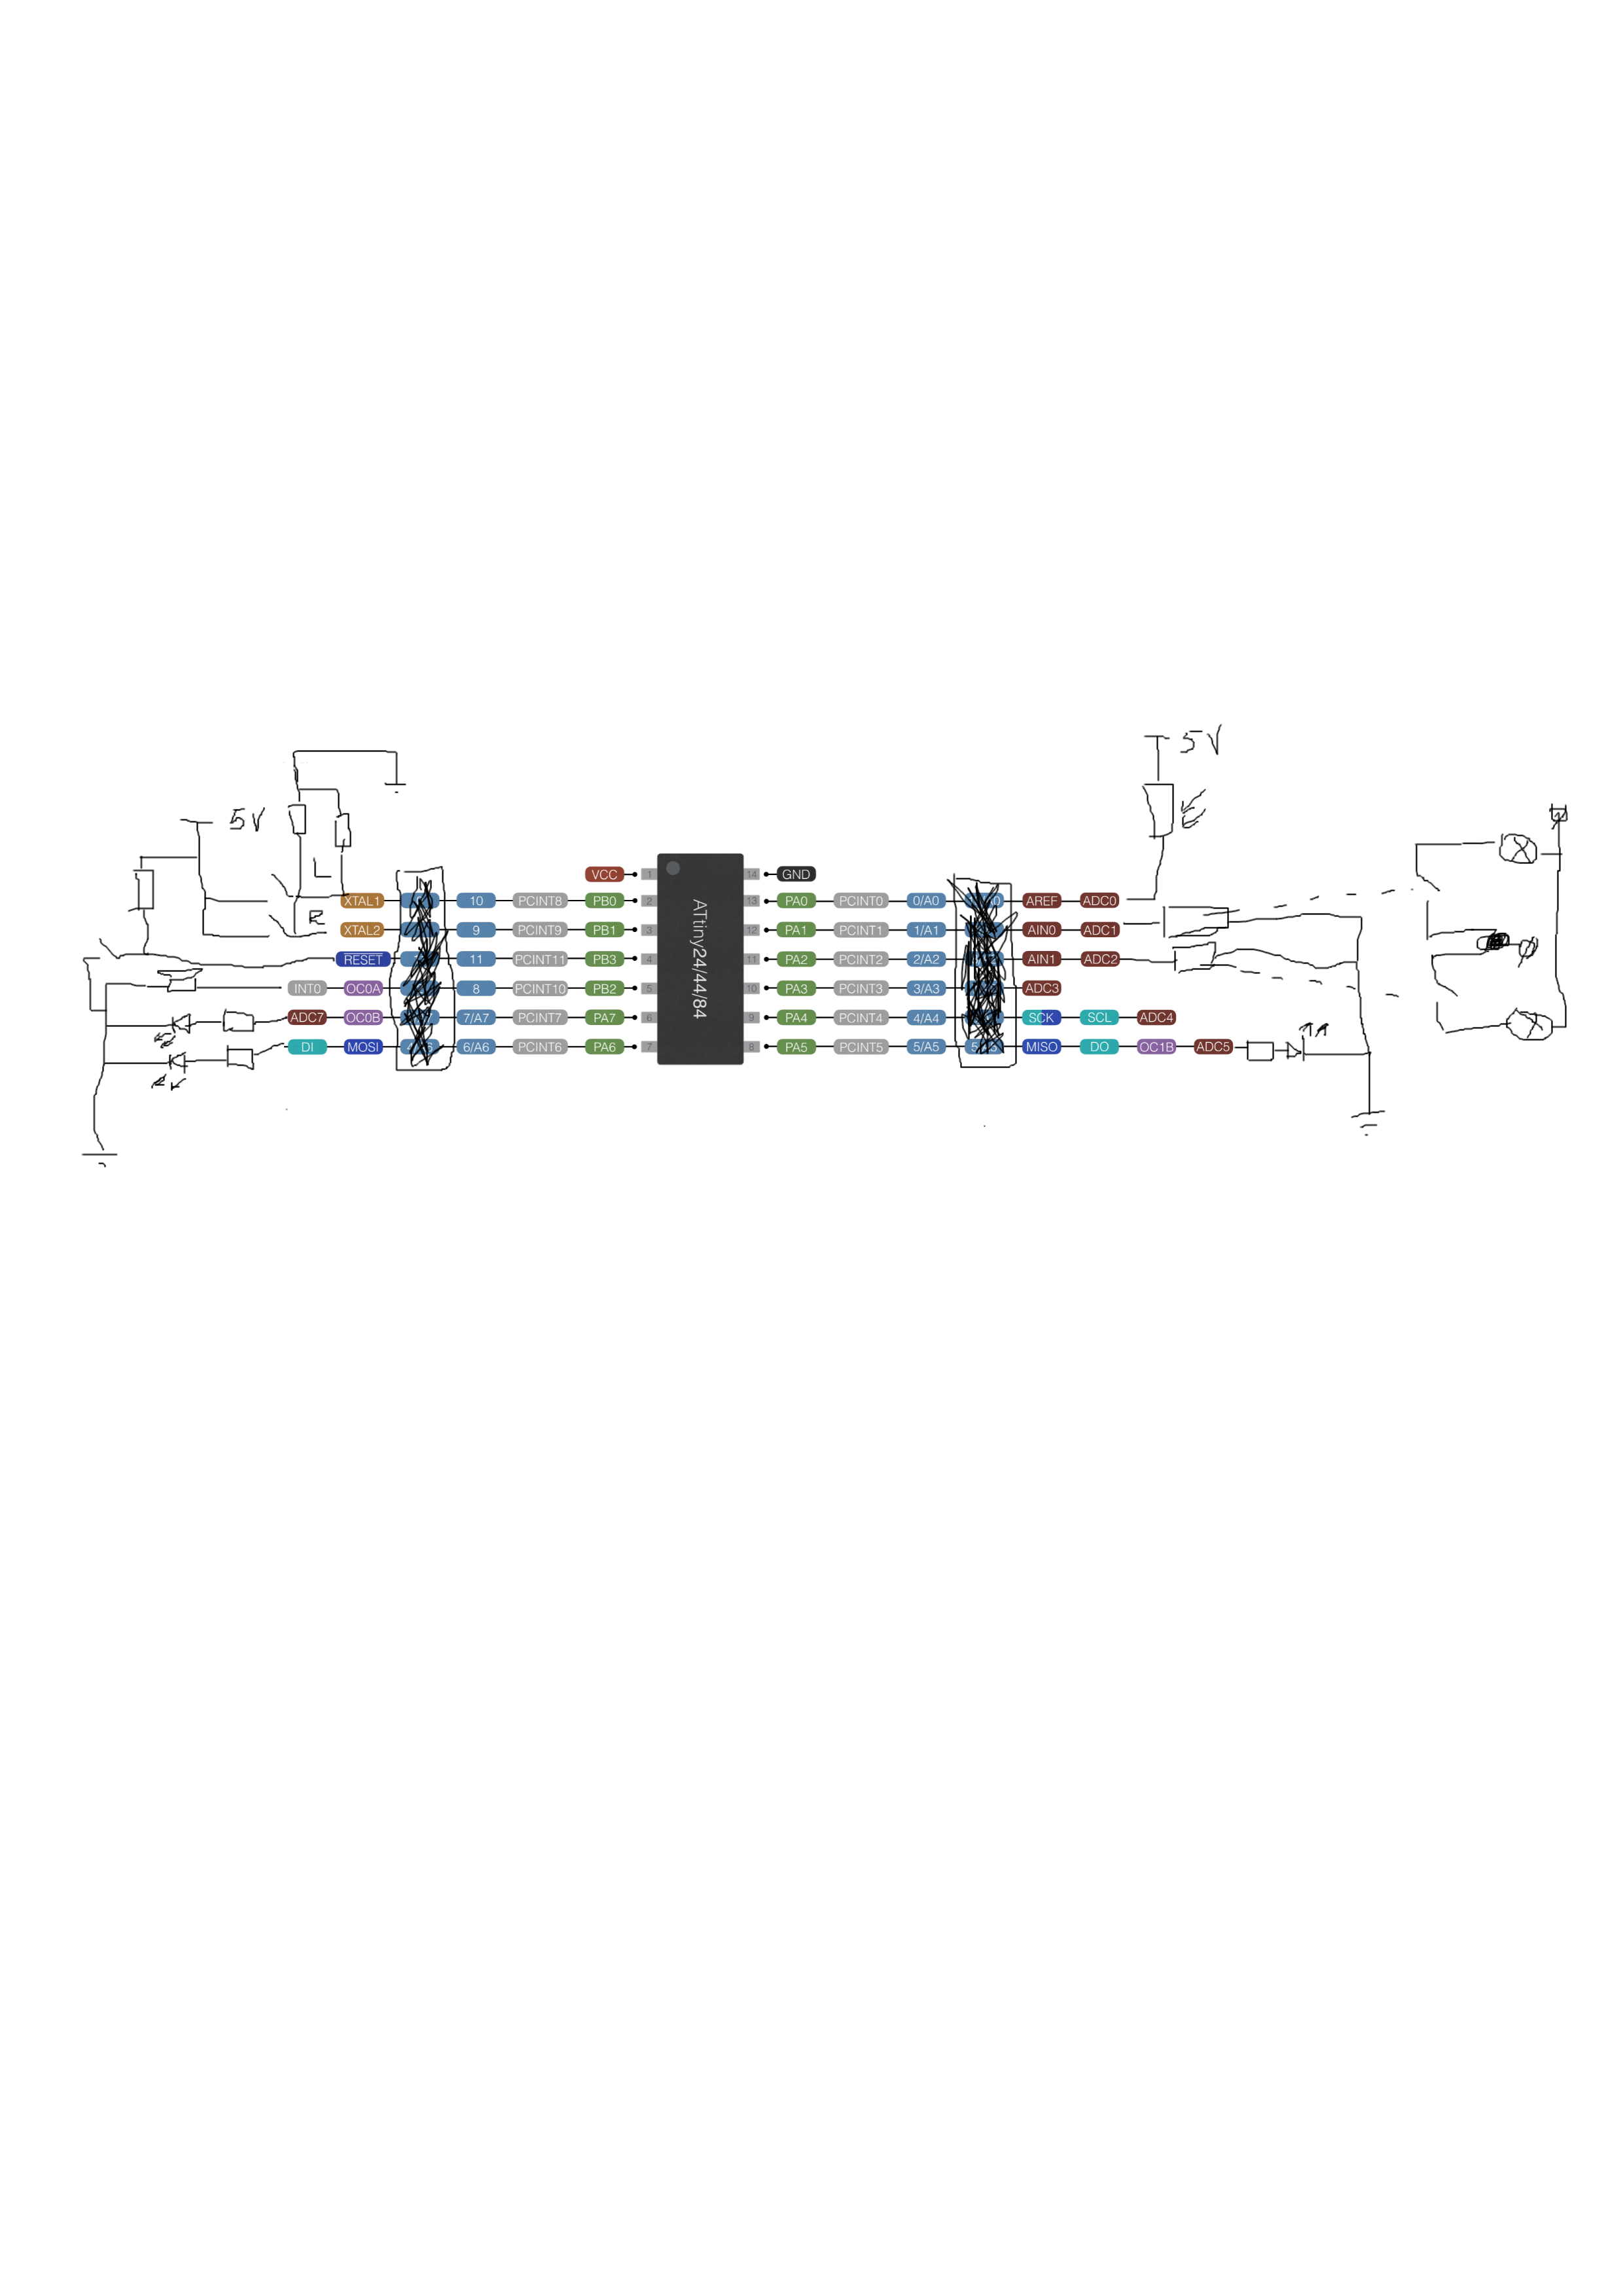 5V
5V
L
R
VCC 1 14 GND
XTAL1 10 PCINT8 PB0 2 13 PA0 PCINT0 0/A0 AREF ADC0
XTAL2 9 PCINT9 PB1 3 12 PA1 PCINT1 1/A1 AIN0 ADC1
RESET 11 PCINT11 PB3 4 11 PA2 PCINT2 2/A2 AIN1 ADC2
INT0 OC0A 8 PCINT10 PB2 5 10 PA3 PCINT3 3/A3 ADC3
ADC7 OC0B 7/A7 PCINT7 PA7 6 9 PA4 PCINT4 4/A4 SCK SCL ADC4
DI MOSI 6/A6 PCINT6 PA6 7 8 PA5 PCINT5 5/A5 MISO DO OC1B ADC5
ATtiny24/44/84